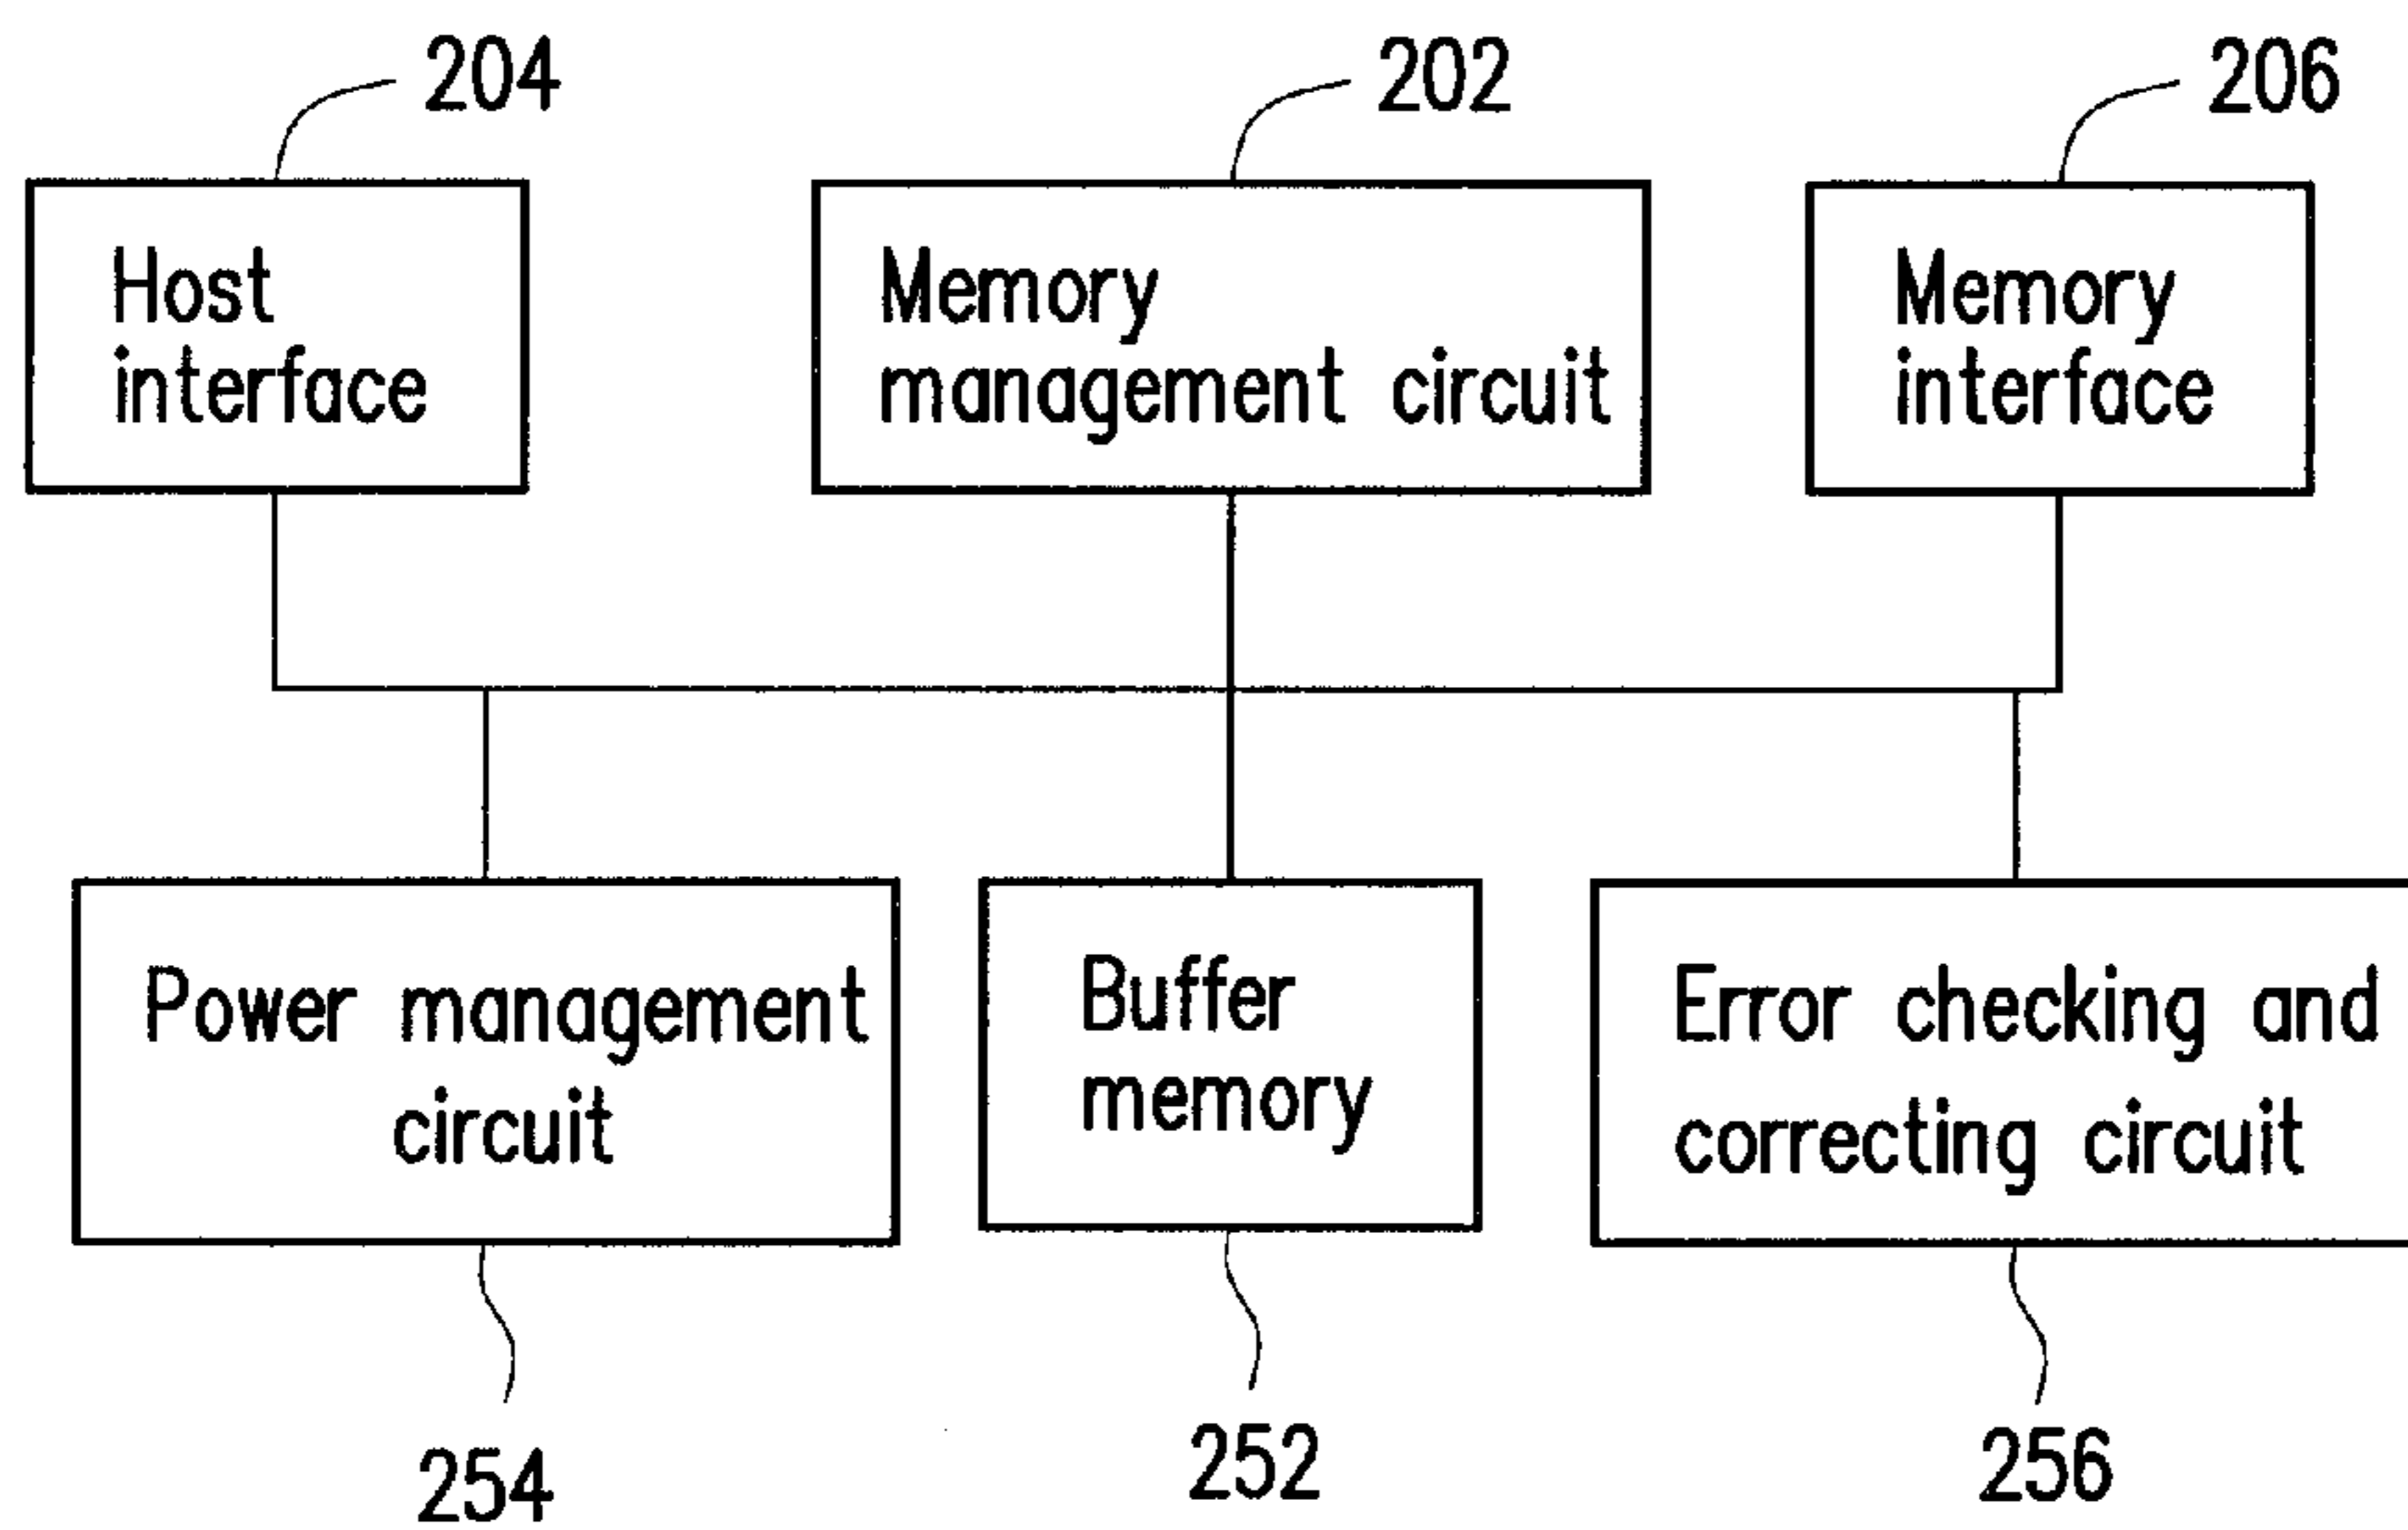 204
202
206
Host
interface
Memory
management circuit
Memory
interface
Power management
circuit
Buffer
memory
Error checking and
correcting circuit
254
252
256